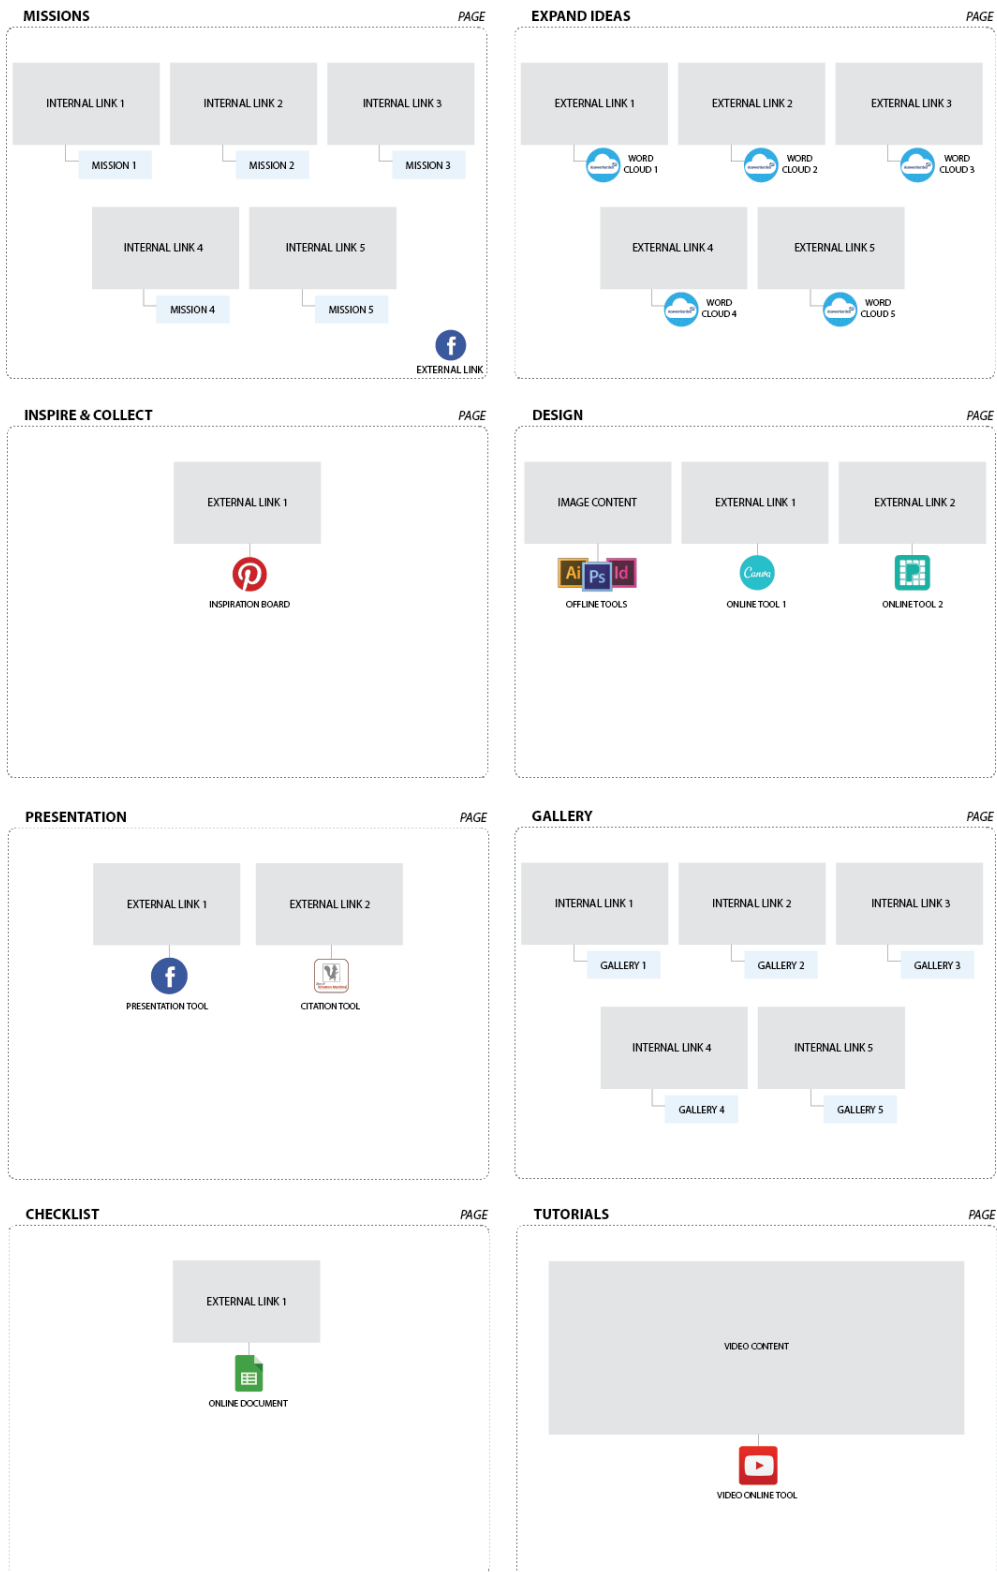 MISSIONS
PAGE
INTERNAL LINK 1
INTERNAL LINK 2
INTERNAL LINK 3
MISSION 1
MISSION 2
MISSION 3
INTERNAL LINK 4
INTERNAL LINK 5
MISSION 4
MISSION 5
f
EXTERNAL LINK
EXPAND IDEAS
PAGE
EXTERNAL LINK 1
EXTERNAL LINK 2
EXTERNAL LINK 3
WORD
CLOUD 1
WORD
CLOUD 2
WORD
CLOUD 3
EXTERNAL LINK 4
EXTERNAL LINK 5
WORD
CLOUD 4
WORD
CLOUD 5
INSPIRE & COLLECT
PAGE
EXTERNAL LINK 1
INSPIRATION BOARD
DESIGN
PAGE
IMAGE CONTENT
EXTERNAL LINK 1
EXTERNAL LINK 2
Ai
Ps
Id
Canva
OFFLINE TOOLS
ONLINE TOOL 1
ONLINE TOOL 2
PRESENTATION
PAGE
EXTERNAL LINK 1
EXTERNAL LINK 2
f
PRESENTATION TOOL
CITATION TOOL
GALLERY
PAGE
INTERNAL LINK 1
INTERNAL LINK 2
INTERNAL LINK 3
GALLERY 1
GALLERY 2
GALLERY 3
INTERNAL LINK 4
INTERNAL LINK 5
GALLERY 4
GALLERY 5
CHECKLIST
PAGE
EXTERNAL LINK 1
ONLINE DOCUMENT
TUTORIALS
PAGE
VIDEO CONTENT
VIDEO ONLINE TOOL